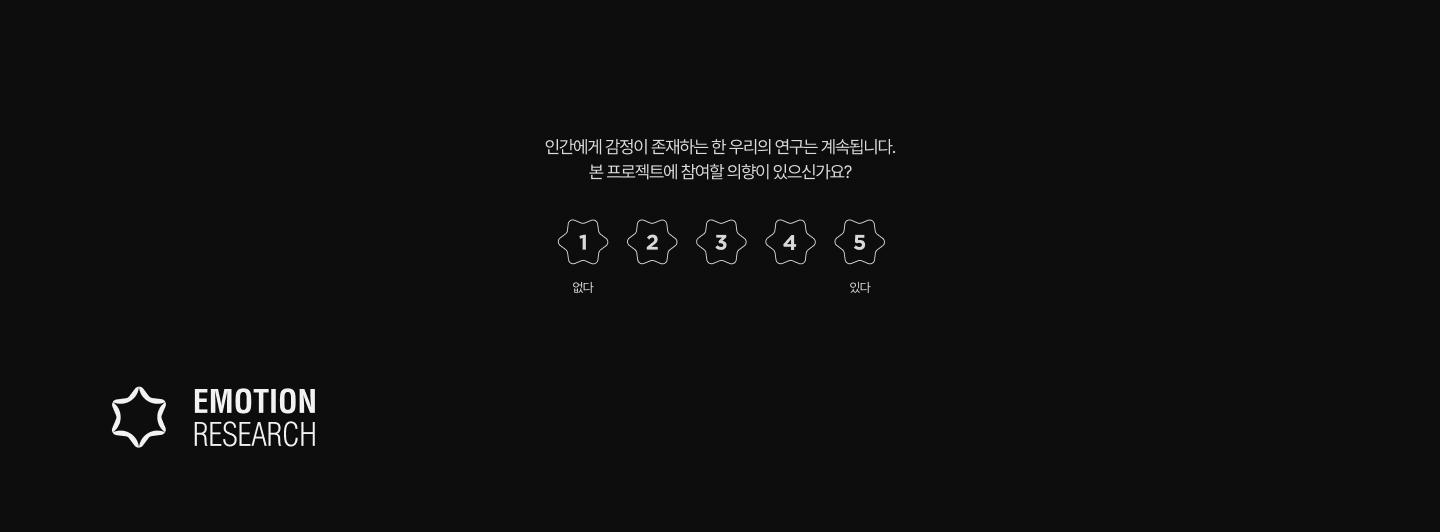 인간에게 감정이 존재하는 한 우리의 연구는 계속됩니다.
본 프로젝트에 참여할 의향이 있으신가요?
1 2 3 4 5
없다 있다
EMOTION
RESEARCH